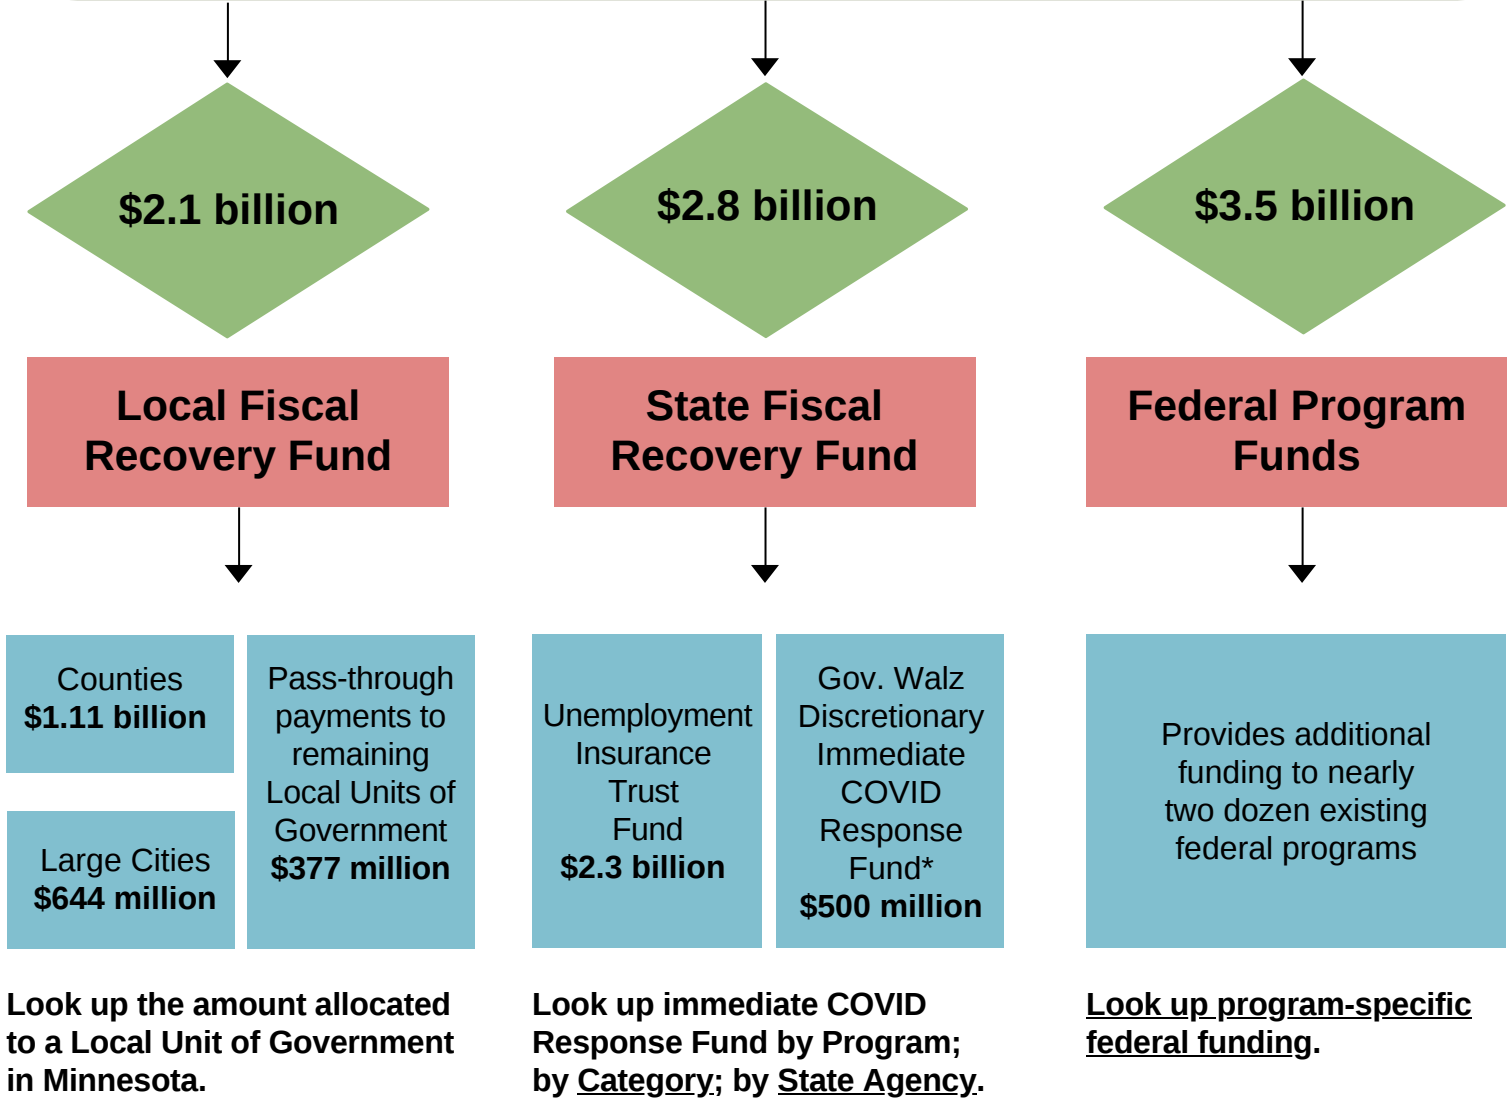 $2.1 billion
$2.8 billion
$3.5 billion
Local Fiscal
Recovery Fund
State Fiscal
Recovery Fund
Federal Program
Funds
Counties
$1.11 billion
Large Cities
$644 million
Pass-through
payments to
remaining
Local Units of
Government
$377 million
Unemployment
Insurance
Trust
Fund
$2.3 billion
Gov. Walz
Discretionary
Immediate
COVID
Response
Fund*
$500 million
Provides additional
funding to nearly
two dozen existing
federal programs
Look up the amount allocated
to a Local Unit of Government
in Minnesota.
Look up immediate COVID
Response Fund by Program;
by Category; by State Agency.
Look up program-specific
federal funding.